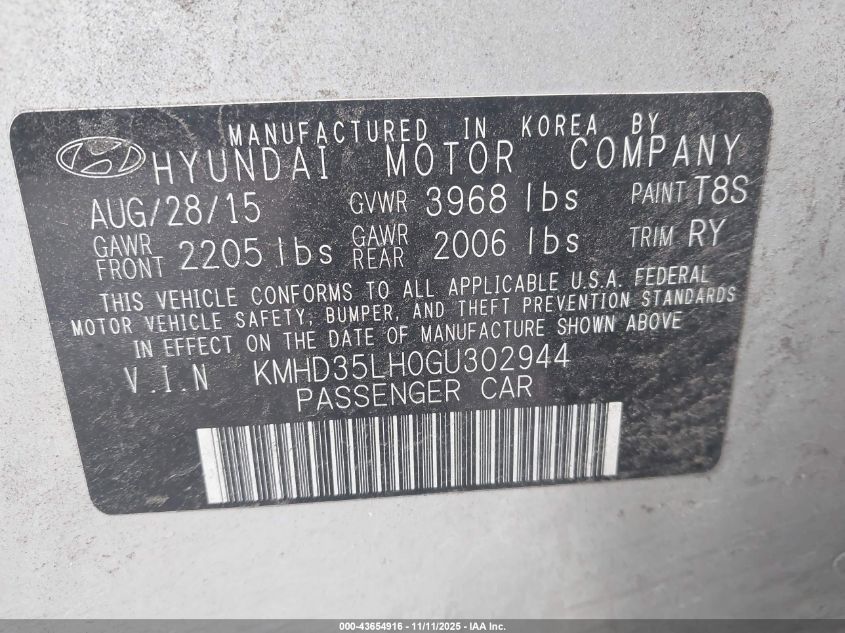 MANUFACTURED IN KOREA BY
HYUNDAI MOTOR COMPANY
AUG/28/15 GVWR 3968 lbs PAINT T8S
GAWR FRONT 2205 lbs GAWR REAR 2006 lbs TRIM RY
THIS VEHICLE CONFORMS TO ALL APPLICABLE U.S.A. FEDERAL
MOTOR VEHICLE SAFETY, BUMPER, AND THEFT PREVENTION STANDARDS
IN EFFECT ON THE DATE OF MANUFACTURE SHOWN ABOVE
V.I.N KMHD35LH0GU302944
PASSENGER CAR
000-43654916 - 11/11/2025 - IAA Inc.